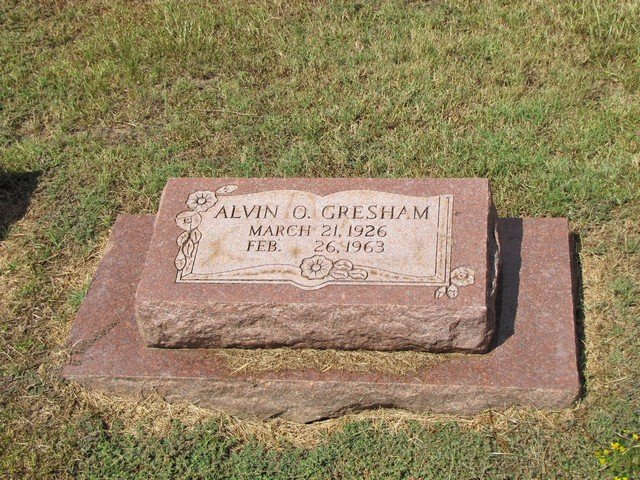 ALVIN O. GRESHAM
MARCH 21, 1926
FEB. 26, 1963